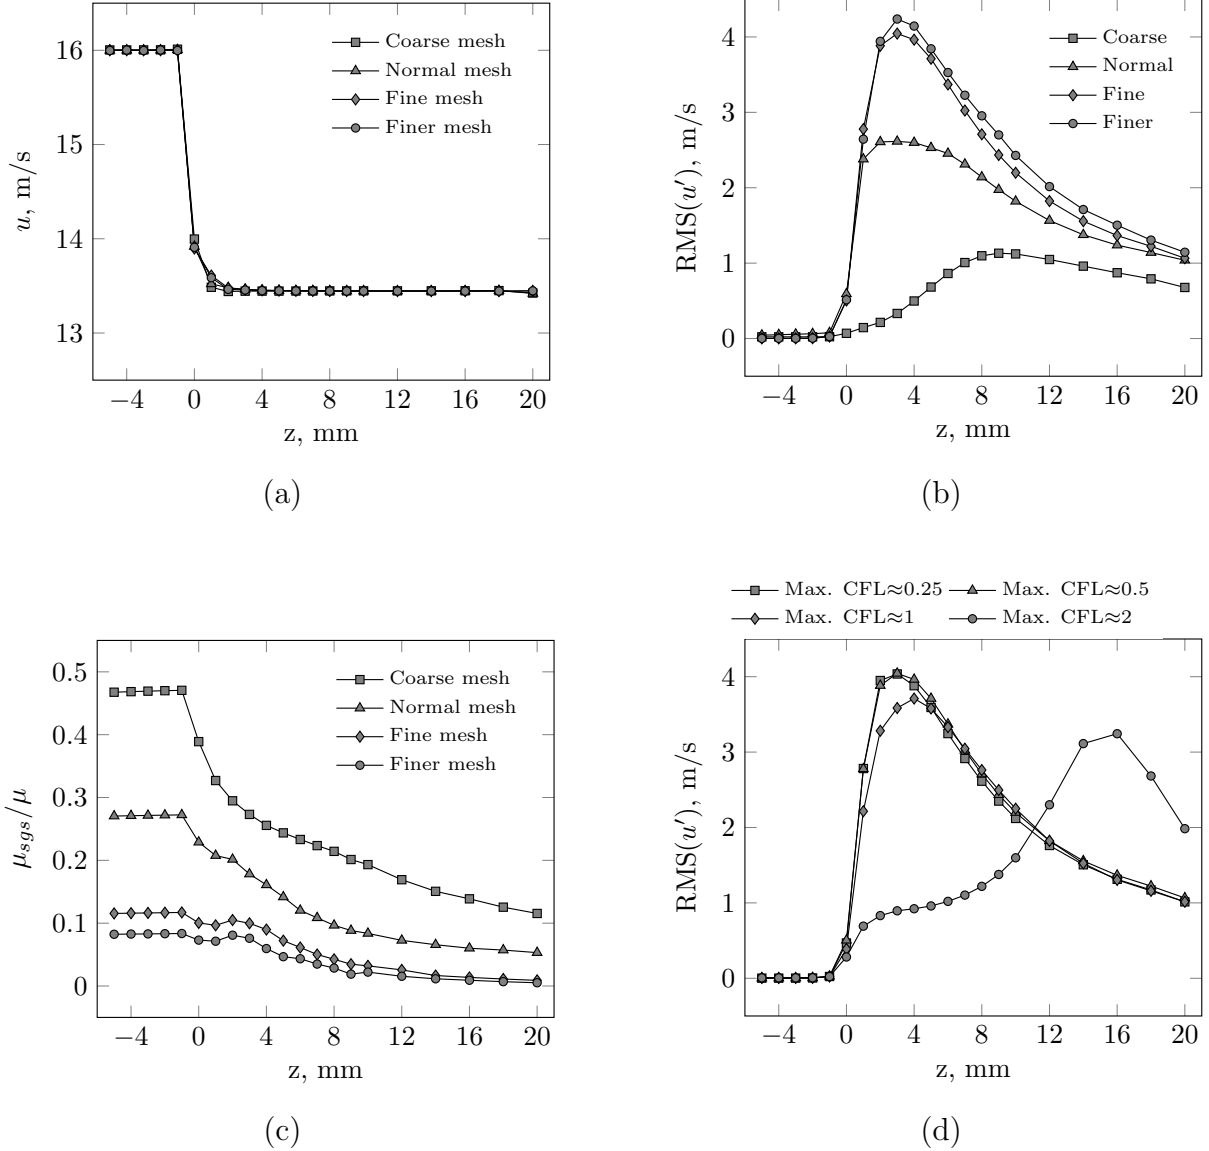 16
15
14
13
u, m/s
Coarse mesh
Normal mesh
Fine mesh
Finer mesh
−4 0 4 8 12 16 20
z, mm
(a)
4
3
2
1
0
RMS(u′), m/s
Coarse
Normal
Fine
Finer
−4 0 4 8 12 16 20
z, mm
(b)
0.5
0.4
0.3
0.2
0.1
0
μsgs/μ
Coarse mesh
Normal mesh
Fine mesh
Finer mesh
−4 0 4 8 12 16 20
z, mm
(c)
Max. CFL≈0.25 Max. CFL≈0.5
Max. CFL≈1 Max. CFL≈2
4
3
2
1
0
RMS(u′), m/s
−4 0 4 8 12 16 20
z, mm
(d)